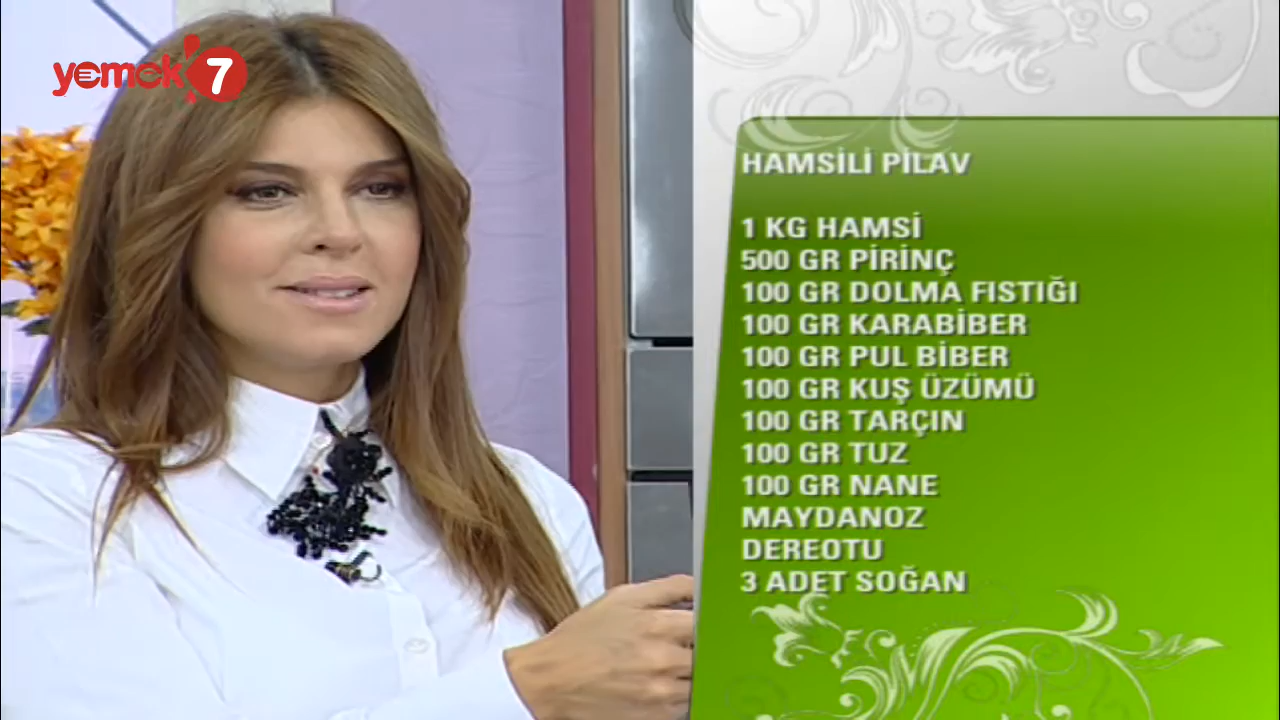 yemek 7
HAMSİLİ PİLAV
1 KG HAMSİ
500 GR PİRİNÇ
100 GR DOLMA FISTIĞI
100 GR KARABİBER
100 GR PUL BİBER
100 GR KUŞ ÜZÜMÜ
100 GR TARÇIN
100 GR TUZ
100 GR NANE
MAYDANOZ
DEREOTU
3 ADET SOĞAN